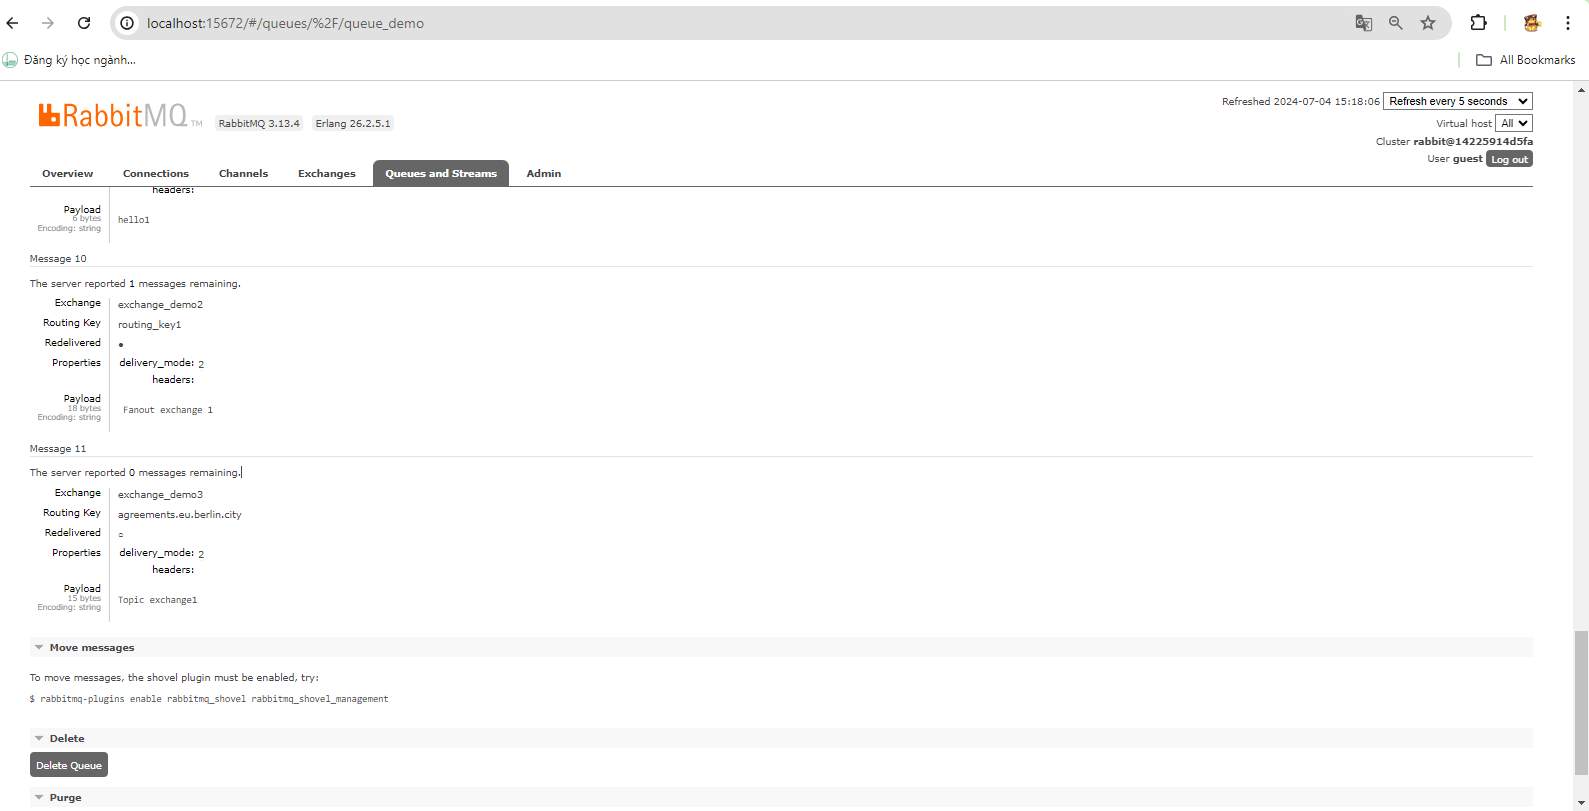 localhost:15672/#/queues/%2F/queue_demo
Đăng ký học ngành...
All Bookmarks
RabbitMQ TM
RabbitMQ 3.13.4
Erlang 26.2.5.1
Refreshed 2024-07-04 15:18:06 Refresh every 5 seconds
Virtual host All
Cluster rabbit@14225914d5fa
User guest Log out
Overview Connections Channels Exchanges Queues and Streams Admin
headers:
Payload
6 bytes
Encoding: string
hello1
Message 10
The server reported 1 messages remaining.
Exchange exchange_demo2
Routing Key routing_key1
Redelivered ●
Properties delivery_mode: 2
headers:
Payload
18 bytes
Encoding: string
Fanout exchange 1
Message 11
The server reported 0 messages remaining.
Exchange exchange_demo3
Routing Key agreements.eu.berlin.city
Redelivered ○
Properties delivery_mode: 2
headers:
Payload
15 bytes
Encoding: string
Topic exchange1
Move messages
To move messages, the shovel plugin must be enabled, try:
$ rabbitmq-plugins enable rabbitmq_shovel rabbitmq_shovel_management
Delete
Delete Queue
Purge